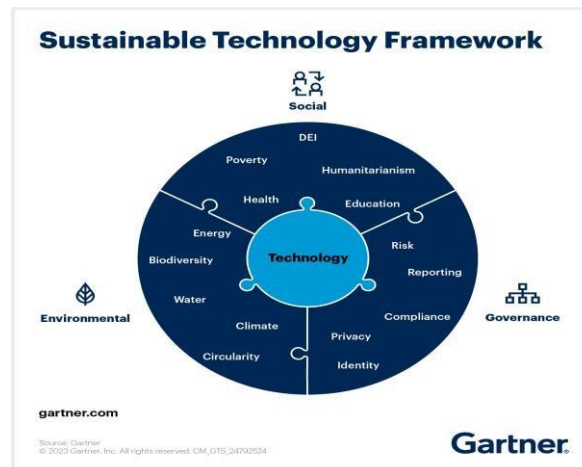 Sustainable Technology Framework
Social
DEI
Poverty
Humanitarianism
Health
Education
Energy
Risk
Technology
Biodiversity
Reporting
Water
Environmental
Governance
Climate
Compliance
Privacy
Circularity
Identity
gartner.com
Source: Gartner
© 2023 Gartner, Inc. All rights reserved. CM_GTS_24792524
Gartner